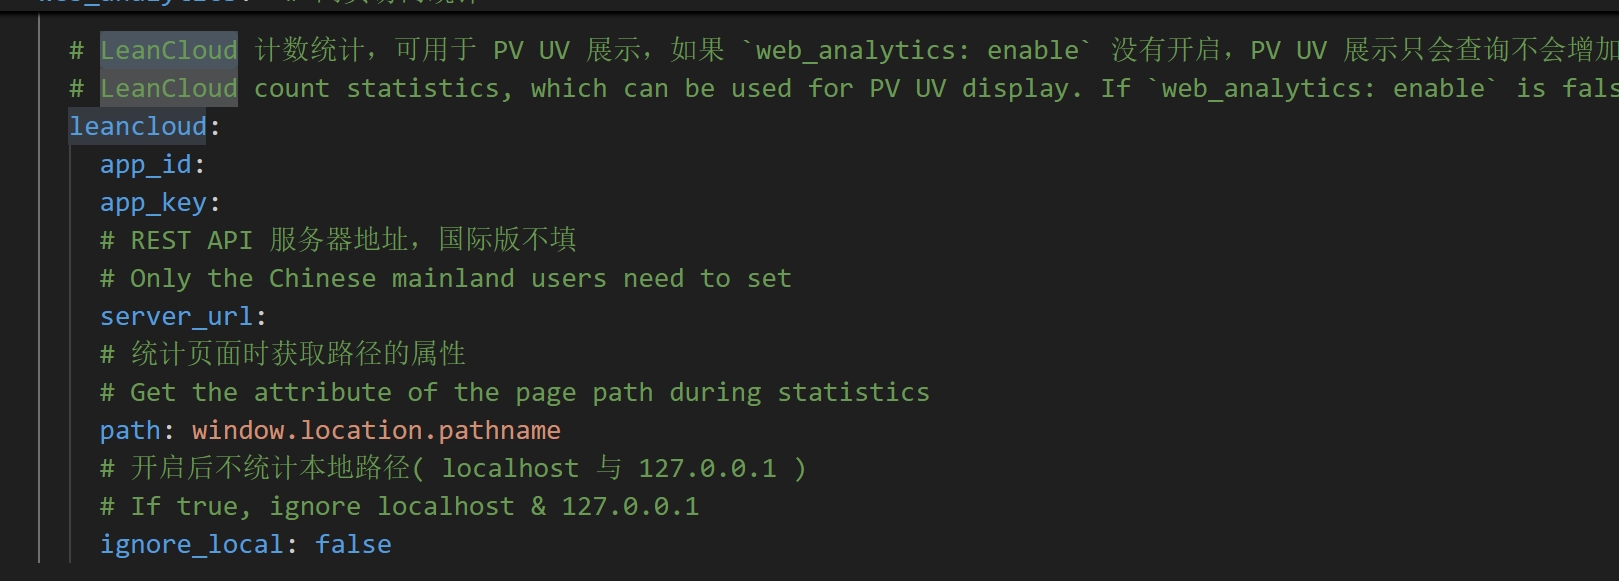 # LeanCloud 计数统计，可用于 PV UV 展示，如果 `web_analytics: enable` 没有开启，PV UV 展示只会查询不会增加
# LeanCloud count statistics, which can be used for PV UV display. If `web_analytics: enable` is fals
leancloud:
app_id:
app_key:
# REST API 服务器地址，国际版不填
# Only the Chinese mainland users need to set
server_url:
# 统计页面时获取路径的属性
# Get the attribute of the page path during statistics
path: window.location.pathname
# 开启后不统计本地路径( localhost 与 127.0.0.1 )
# If true, ignore localhost & 127.0.0.1
ignore_local: false